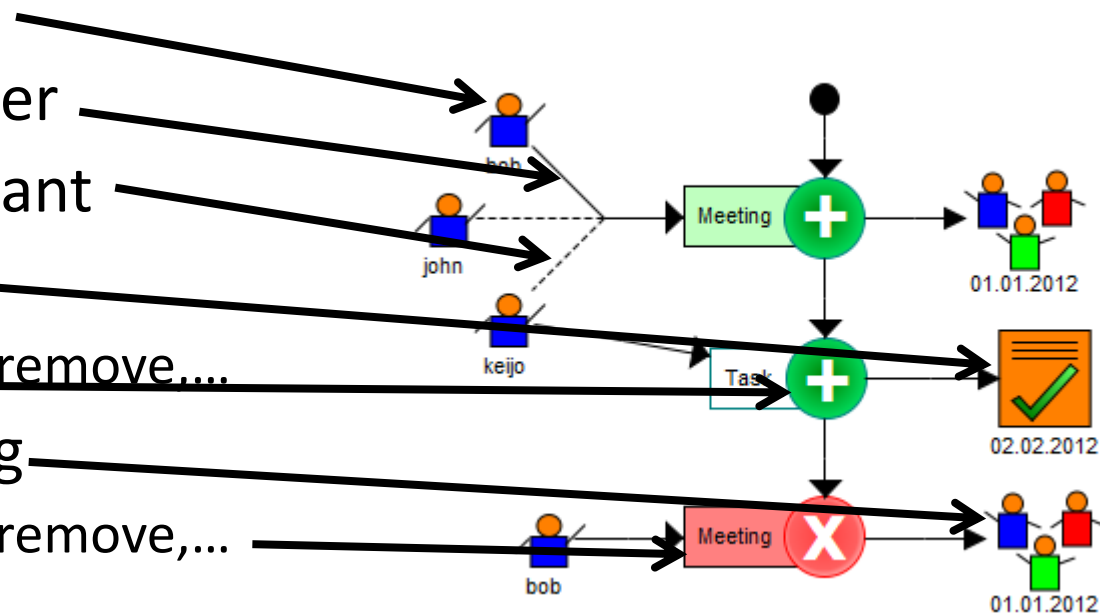 er
bob
ant
Meeting
john
01.01.2012
keijo
remove,...
Task
02.02.2012
g
remove,...
Meeting
bob
01.01.2012